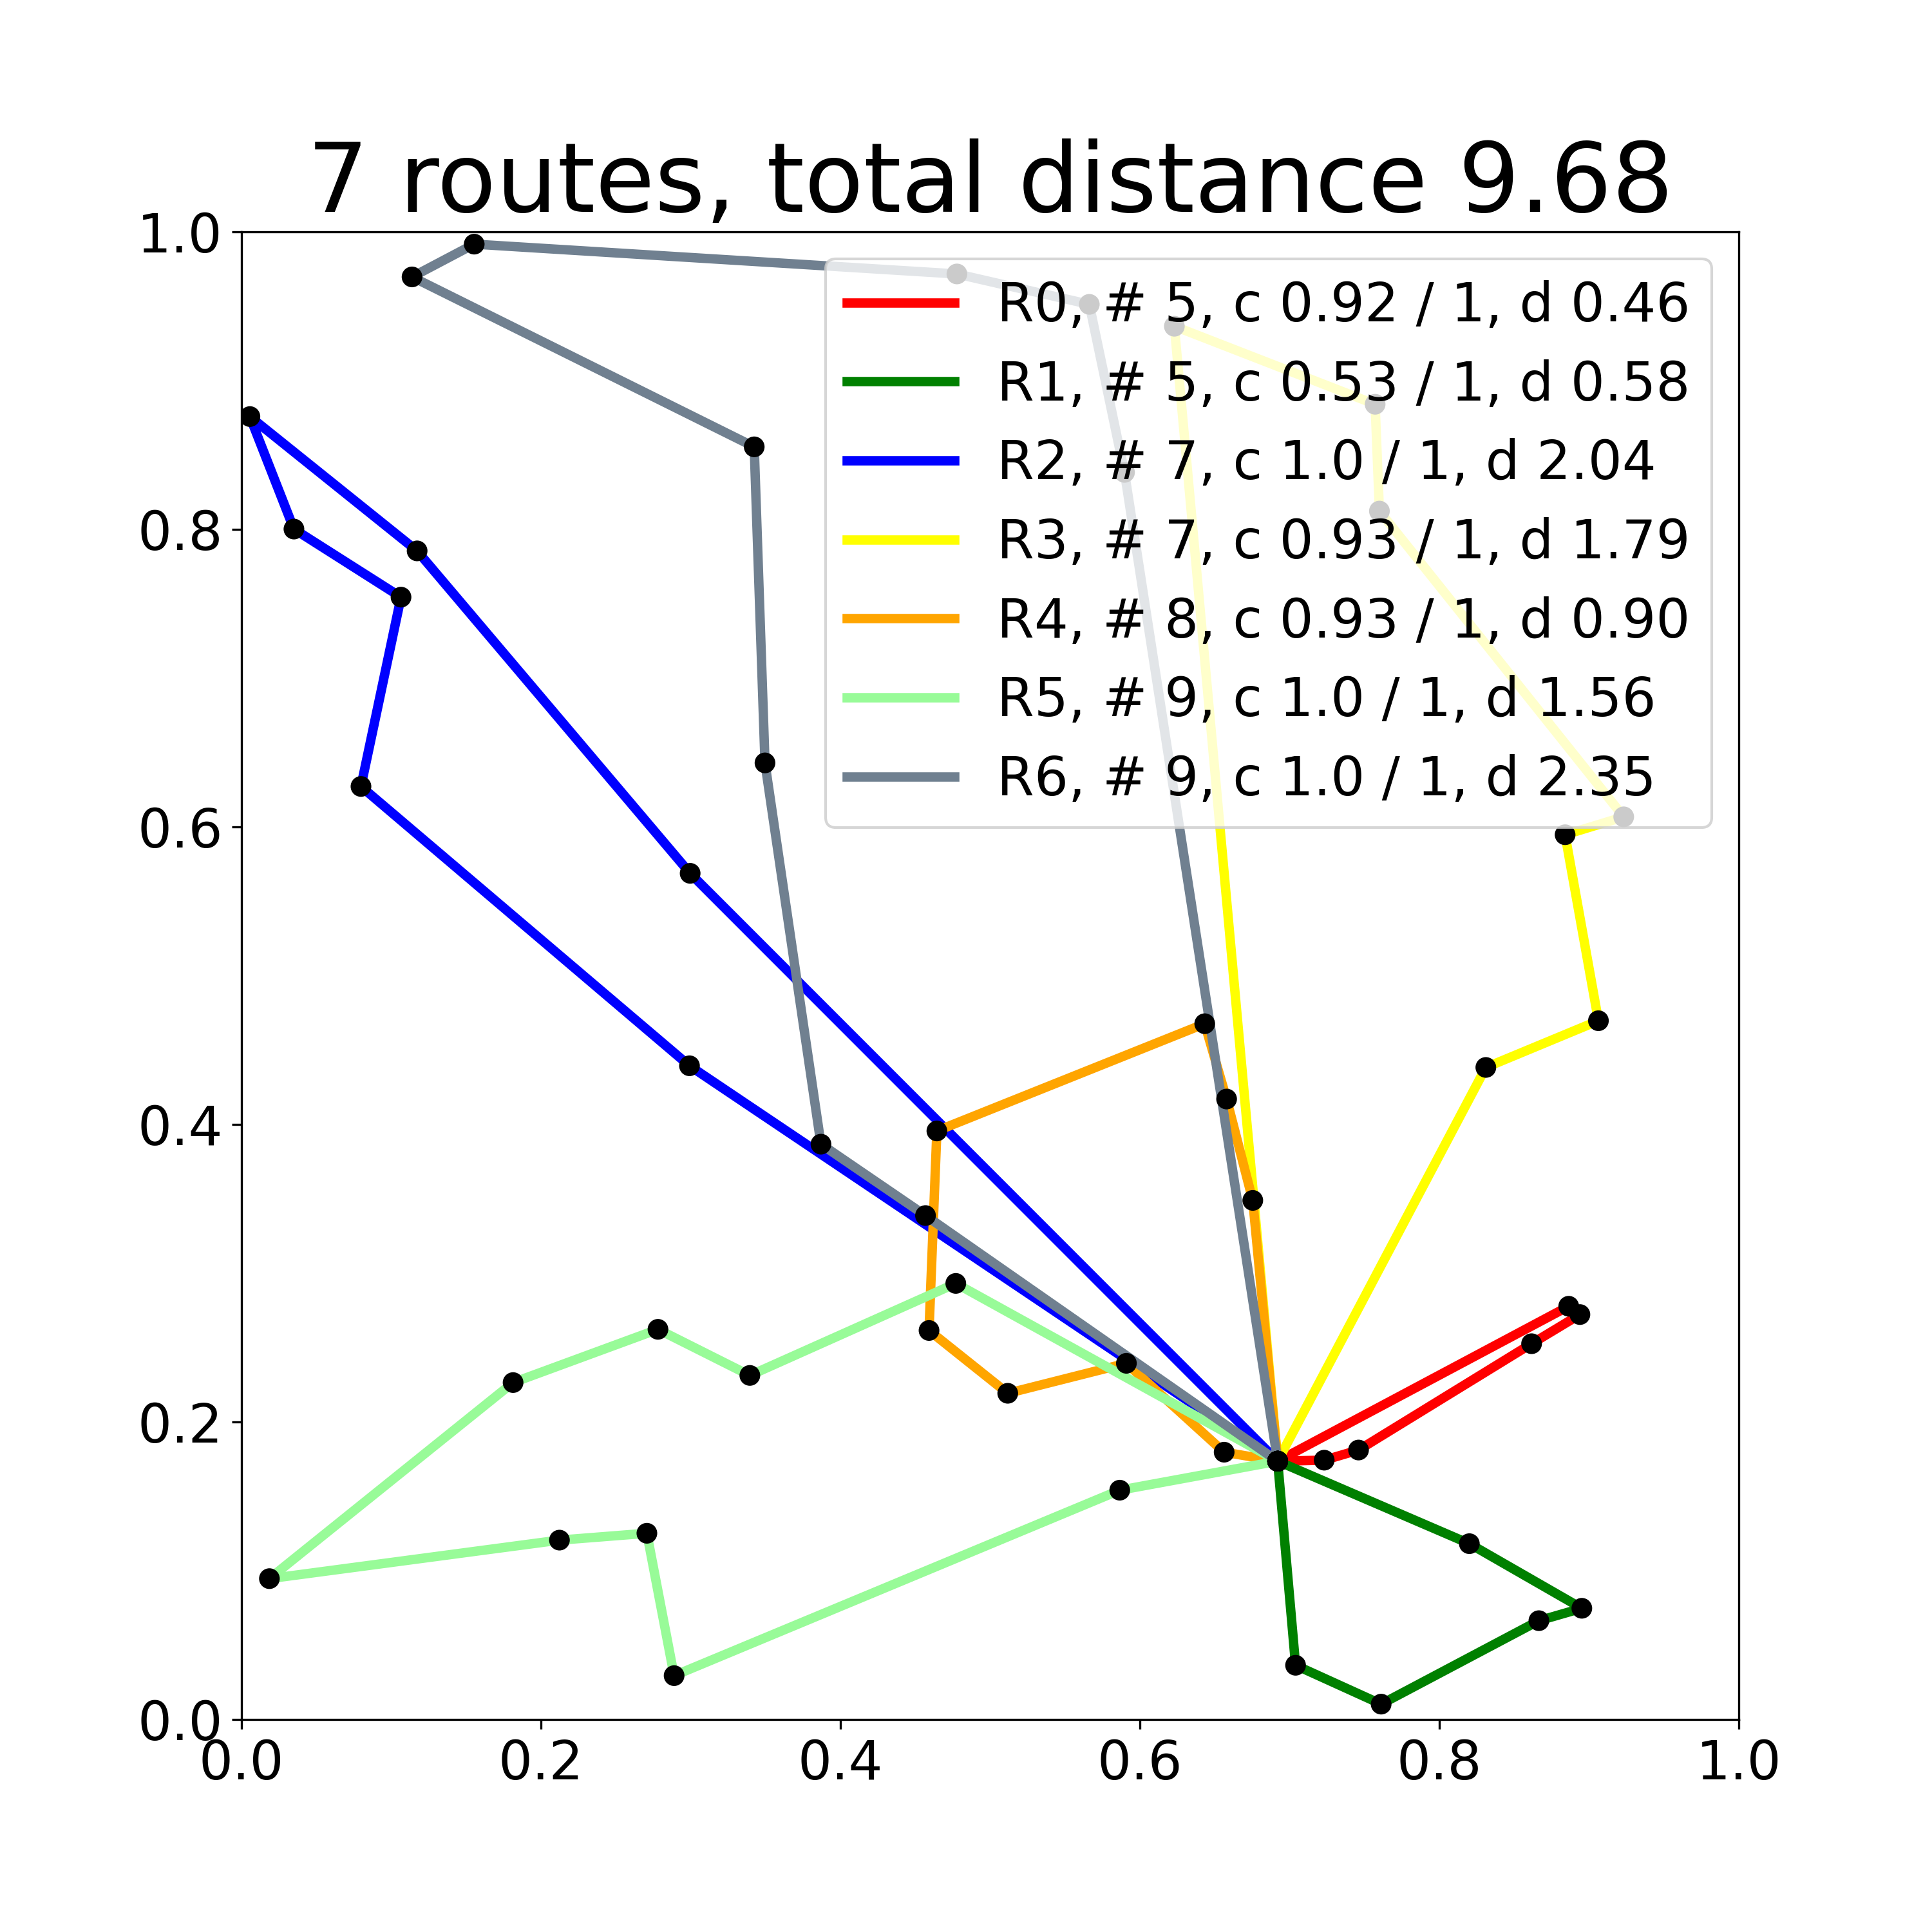 7 routes, total distance 9.68
1.0
0.8
0.6
0.4
0.2
0.0
R0, # 5, c 0.92 / 1, d 0.46
R1, # 5, c 0.53 / 1, d 0.58
R2, # 7, c 1.0 / 1, d 2.04
R3, # 7, c 0.93 / 1, d 1.79
R4, # 8, c 0.93 / 1, d 0.90
R5, # 9, c 1.0 / 1, d 1.56
R6, # 9, c 1.0 / 1, d 2.35
0.0 0.2 0.4 0.6 0.8 1.0